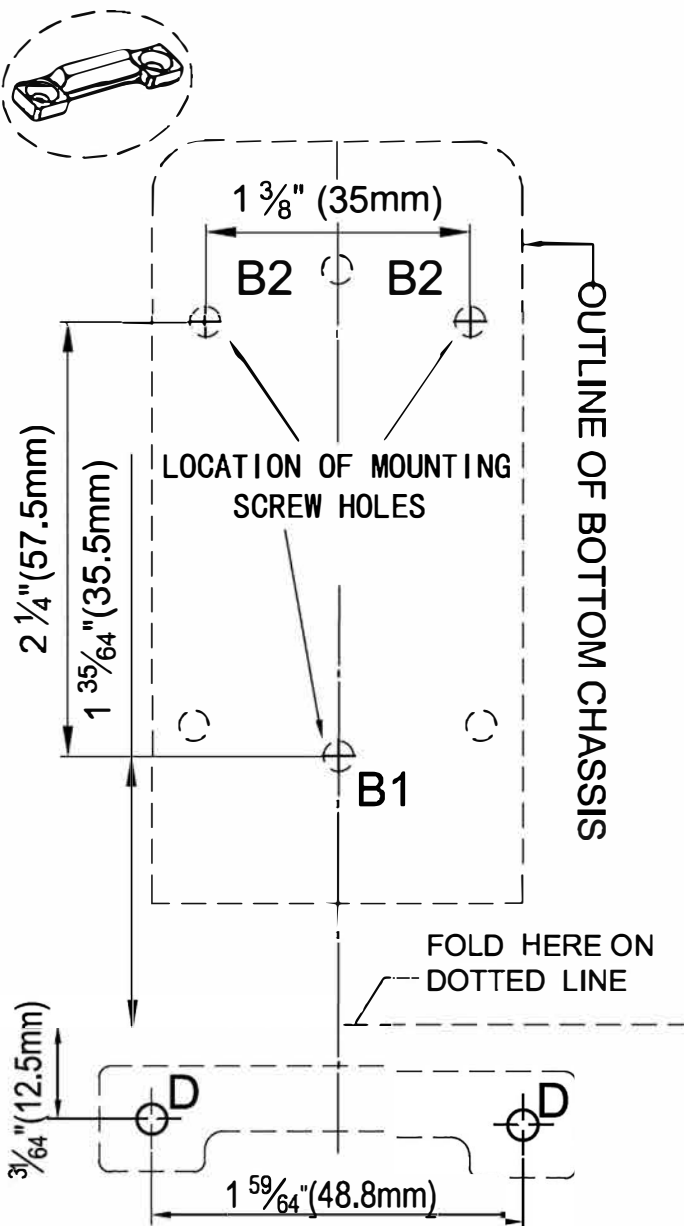 1 3⁄8" (35mm)
B2 B2
OUTLINE OF BOTTOM CHASSIS
LOCATION OF MOUNTING
SCREW HOLES
2 1⁄4"(57.5mm)
1 35⁄64"(35.5mm)
B1
FOLD HERE ON
DOTTED LINE
31⁄64"(12.5mm)
D D
1 59⁄64"(48.8mm)